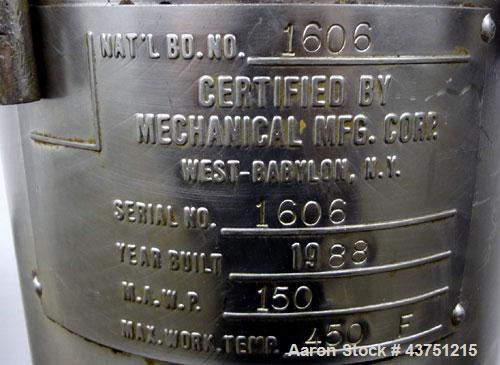 NAT'L BD. NO. 1606
CERTIFIED BY
MECHANICAL MFG. CORP.
WEST-BABYLON, N.Y.
SERIAL NO. 1606
YEAR BUILT 1988
M.A.W.P. 150
MAX. WORK. TEMP. 450 F
Aaron Stock # 43751215